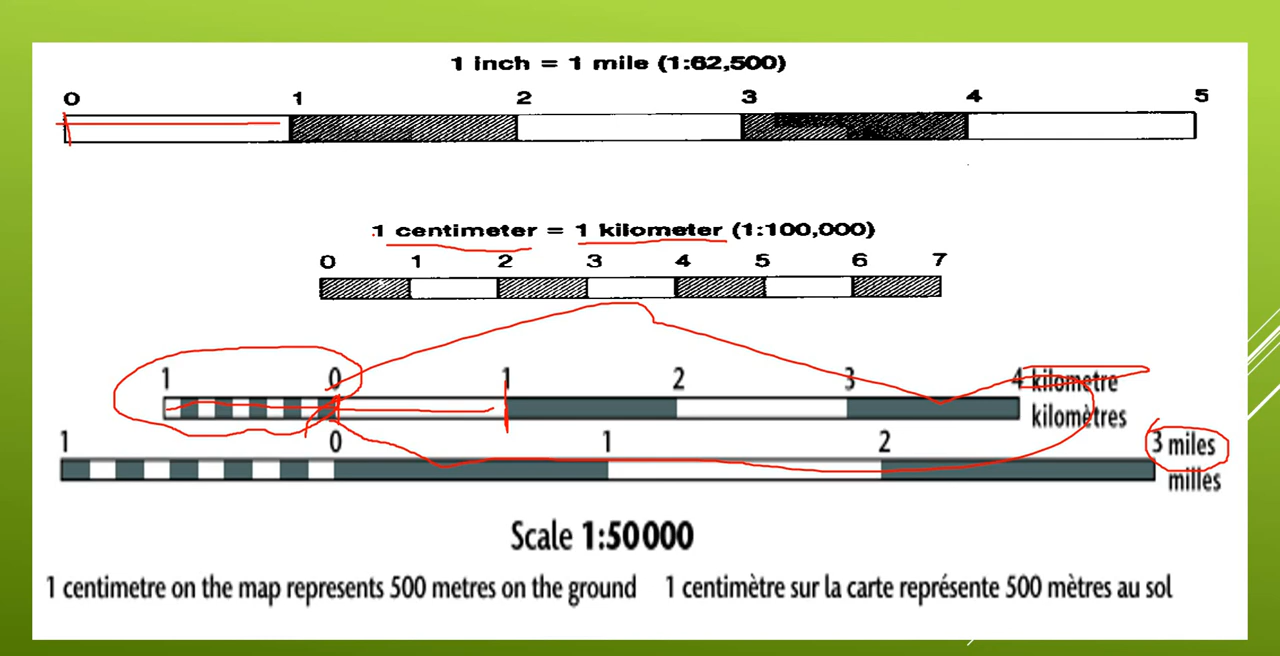 1 inch = 1 mile (1:62,500)
0 1 2 3 4 5
1 centimeter = 1 kilometer (1:100,000)
0 1 2 3 4 5 6 7
1 0 1 2 3 4 kilometre
kilomètres
1 0 1 2 3 miles
milles
Scale 1:50 000
1 centimetre on the map represents 500 metres on the ground 1 centimètre sur la carte représente 500 mètres au sol